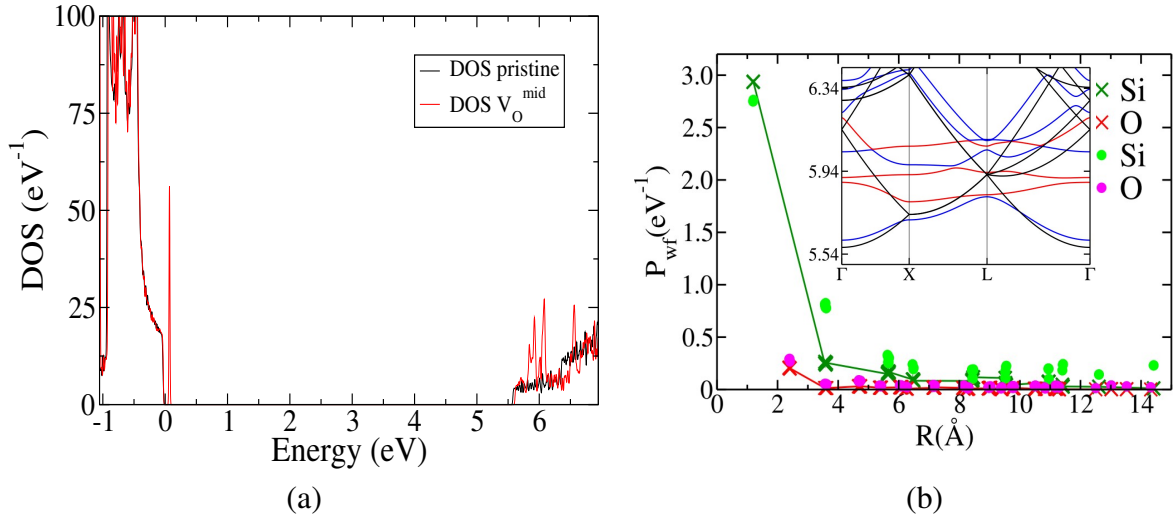 100
75
50
25
0
DOS (eV⁻¹)
DOS pristine
DOS V_O^mid
-1 0 1 2 3 4 5 6
Energy (eV)
(a)
3.0
2.5
2.0
1.5
1.0
0.5
0
P_wf(eV⁻¹)
6.34
5.94
5.54
Γ X L Γ
Si
O
Si
O
0 2 4 6 8 10 12 14
R(Å)
(b)